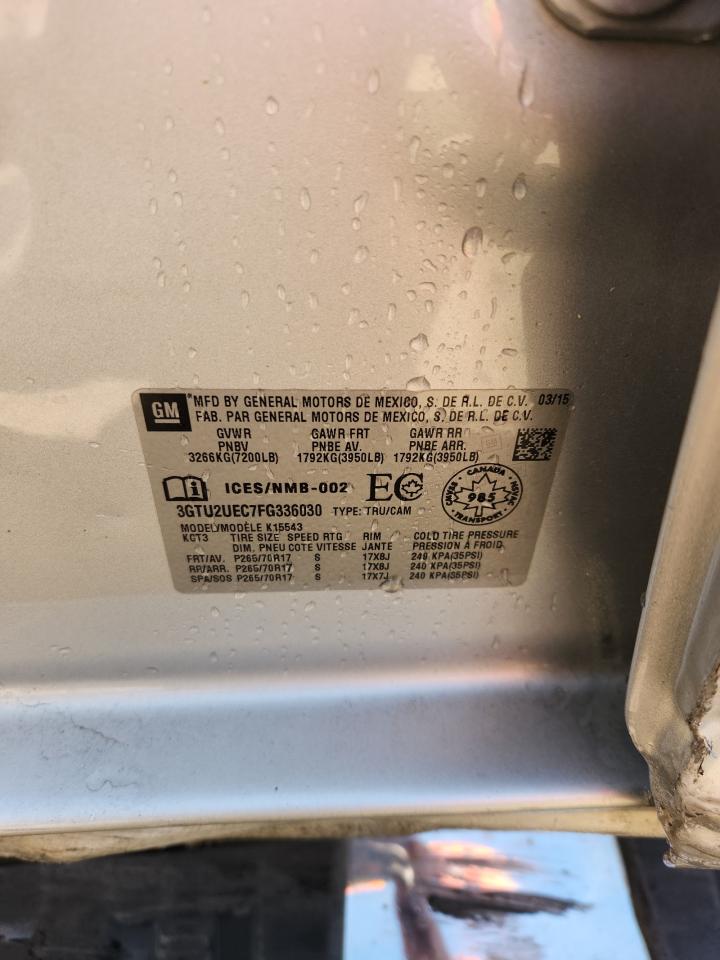 GM
*MFD BY GENERAL MOTORS DE MEXICO, S. DE R.L. DE C.V. 03/15
FAB. PAR GENERAL MOTORS DE MEXICO, S. DE R.L. DE C.V.
GVWR GAWR FRT GAWR RR
PNBV PNBE AV. PNBE ARR.
3266KG(7200LB) 1792KG(3950LB) 1792KG(3950LB)
GM
ICES/NMB-002 EC
CANADA
985
TRANSPORT
3GTU2UEC7FG336030 TYPE: TRU/CAM
MODEL/MODÈLE K15543
KCT3 TIRE SIZE SPEED RTG RIM COLD TIRE PRESSURE
DIM. PNEU COTE VITESSE JANTE PRESSION À FROID
FRT/AV. P265/70R17 S 17X8J 240 KPA(35PSI)
RR/ARR. P265/70R17 S 17X8J 240 KPA(35PSI)
SPA/SOS P265/70R17 S 17X7J 240 KPA(35PSI)